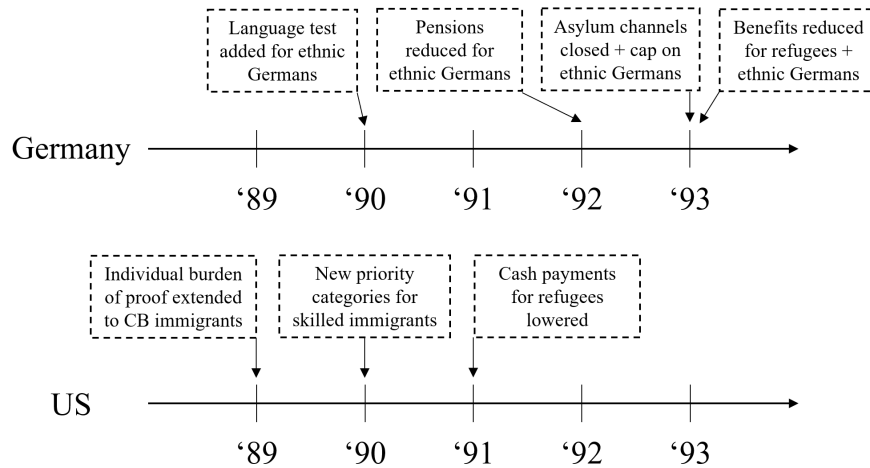 Language test
added for ethnic
Germans
Pensions
reduced for
ethnic Germans
Asylum channels
closed + cap on
ethnic Germans
Benefits reduced
for refugees +
ethnic Germans
Germany
‘89
‘90
‘91
‘92
‘93
Individual burden
of proof extended
to CB immigrants
New priority
categories for
skilled immigrants
Cash payments
for refugees
lowered
US
‘89
‘90
‘91
‘92
‘93